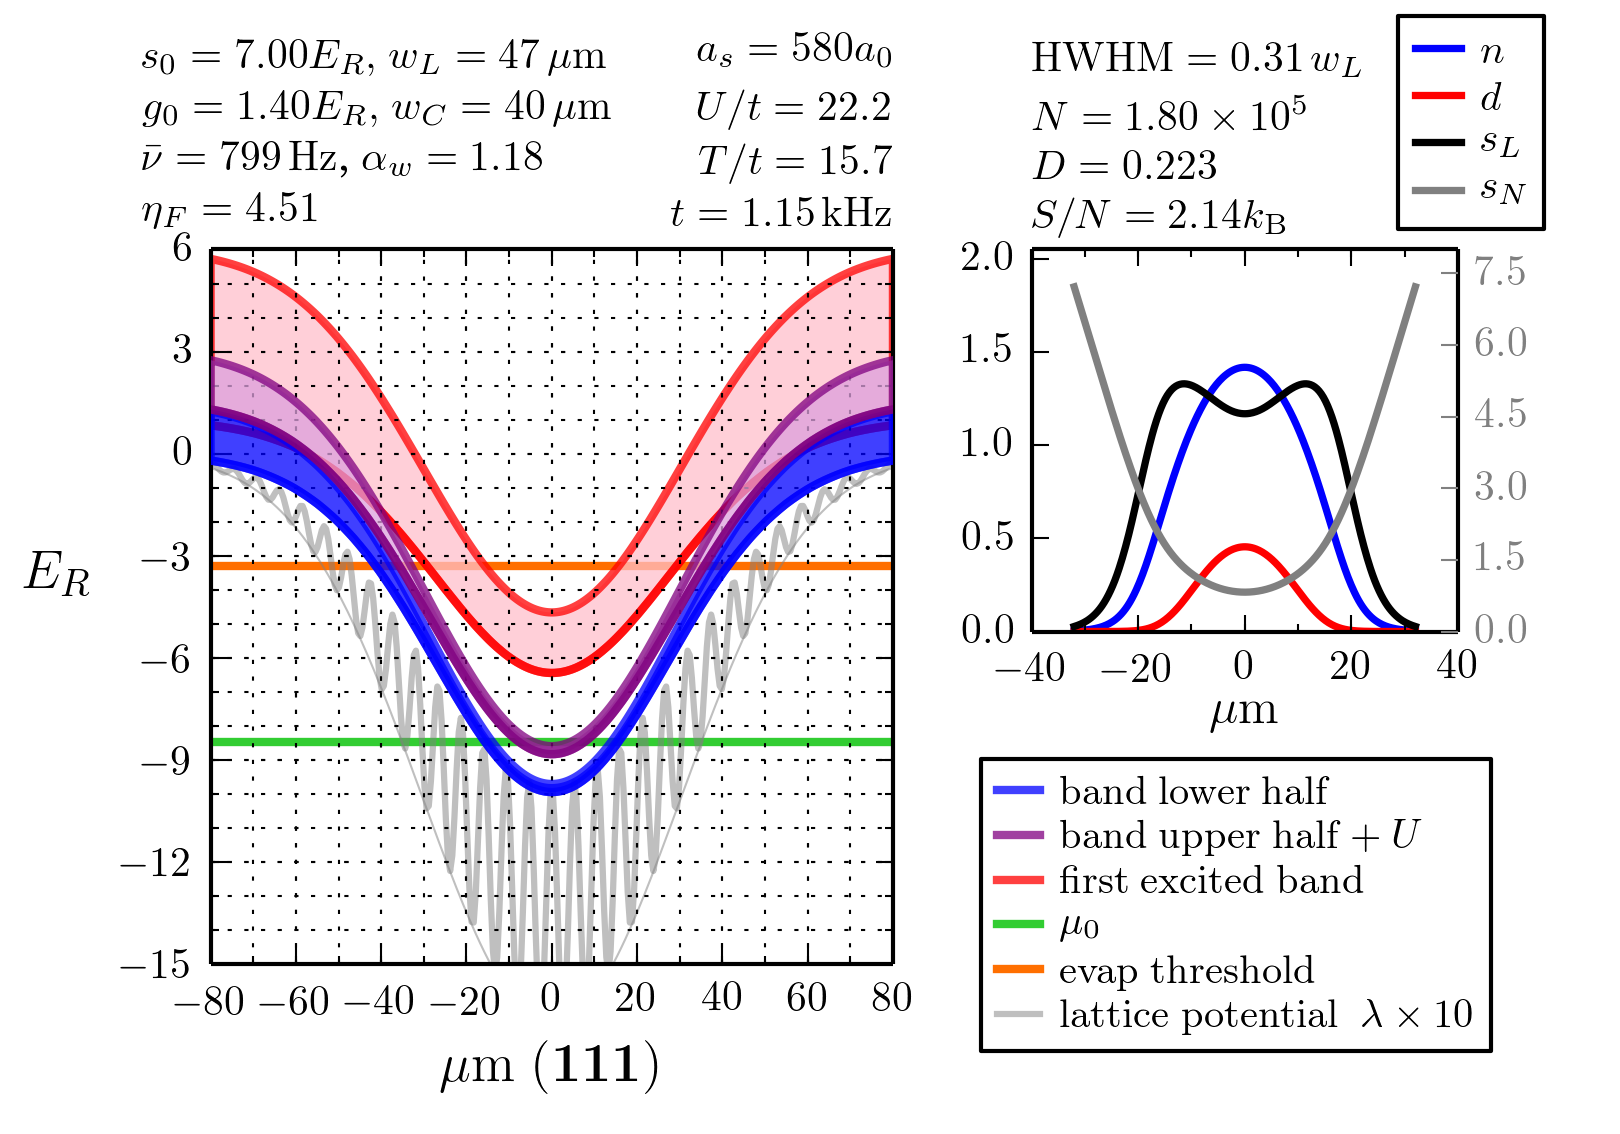 s₀ = 7.00E_R, w_L = 47 μm
g₀ = 1.40E_R, w_C = 40 μm
ν̄ = 799 Hz, α_w = 1.18
η_F = 4.51
a_s = 580a₀
U/t = 22.2
T/t = 15.7
t = 1.15 kHz
HWHM = 0.31 w_L
N = 1.80 × 10⁵
D = 0.223
S/N = 2.14k_B
n
d
s_L
s_N
6
3
0
−3
−6
−9
−12
−15
E_R
−80 −60 −40 −20 0 20 40 60 80
μm (111)
2.0
1.5
1.0
0.5
0.0
7.5
6.0
4.5
3.0
1.5
0.0
−40 −20 0 20 40
μm
band lower half
band upper half + U
first excited band
μ₀
evap threshold
lattice potential λ × 10